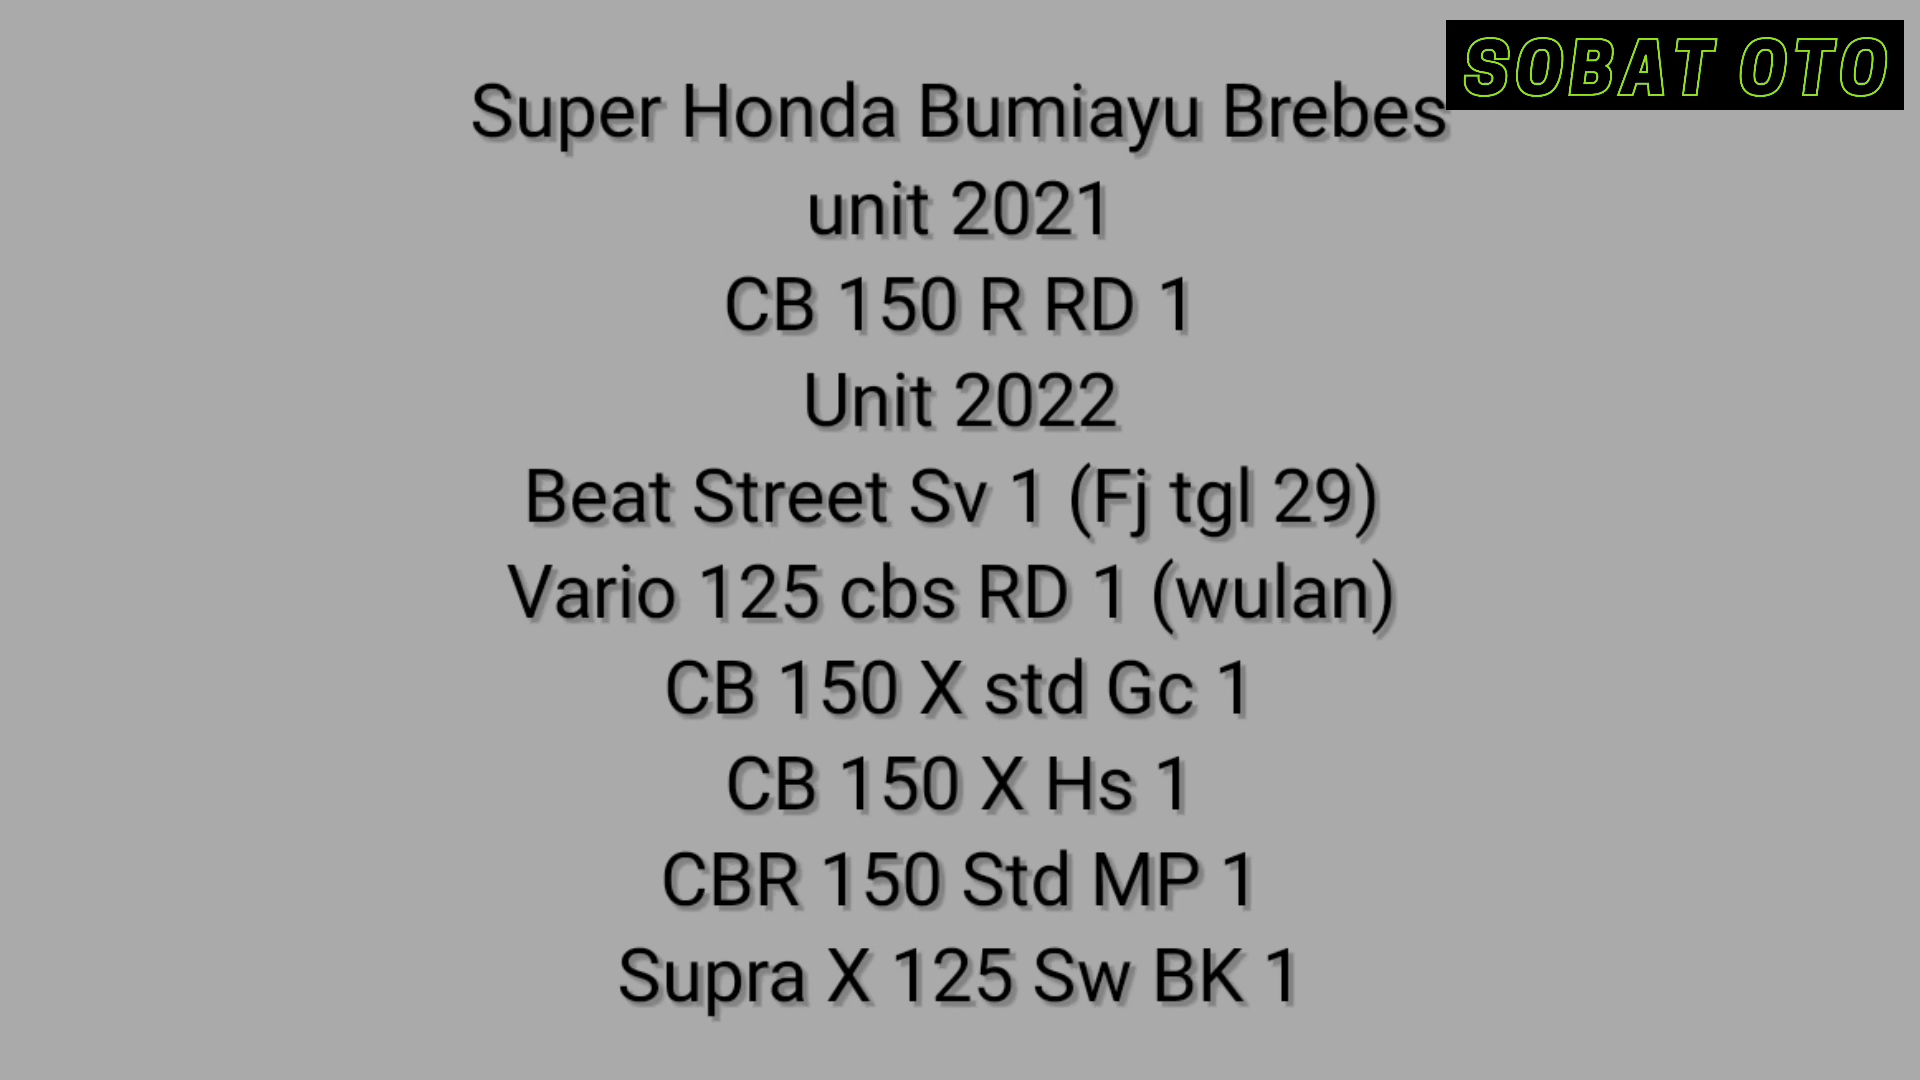 SOBAT OTO
Super Honda Bumiayu Brebes
unit 2021
CB 150 R RD 1
Unit 2022
Beat Street Sv 1 (Fj tgl 29)
Vario 125 cbs RD 1 (wulan)
CB 150 X std Gc 1
CB 150 X Hs 1
CBR 150 Std MP 1
Supra X 125 Sw BK 1